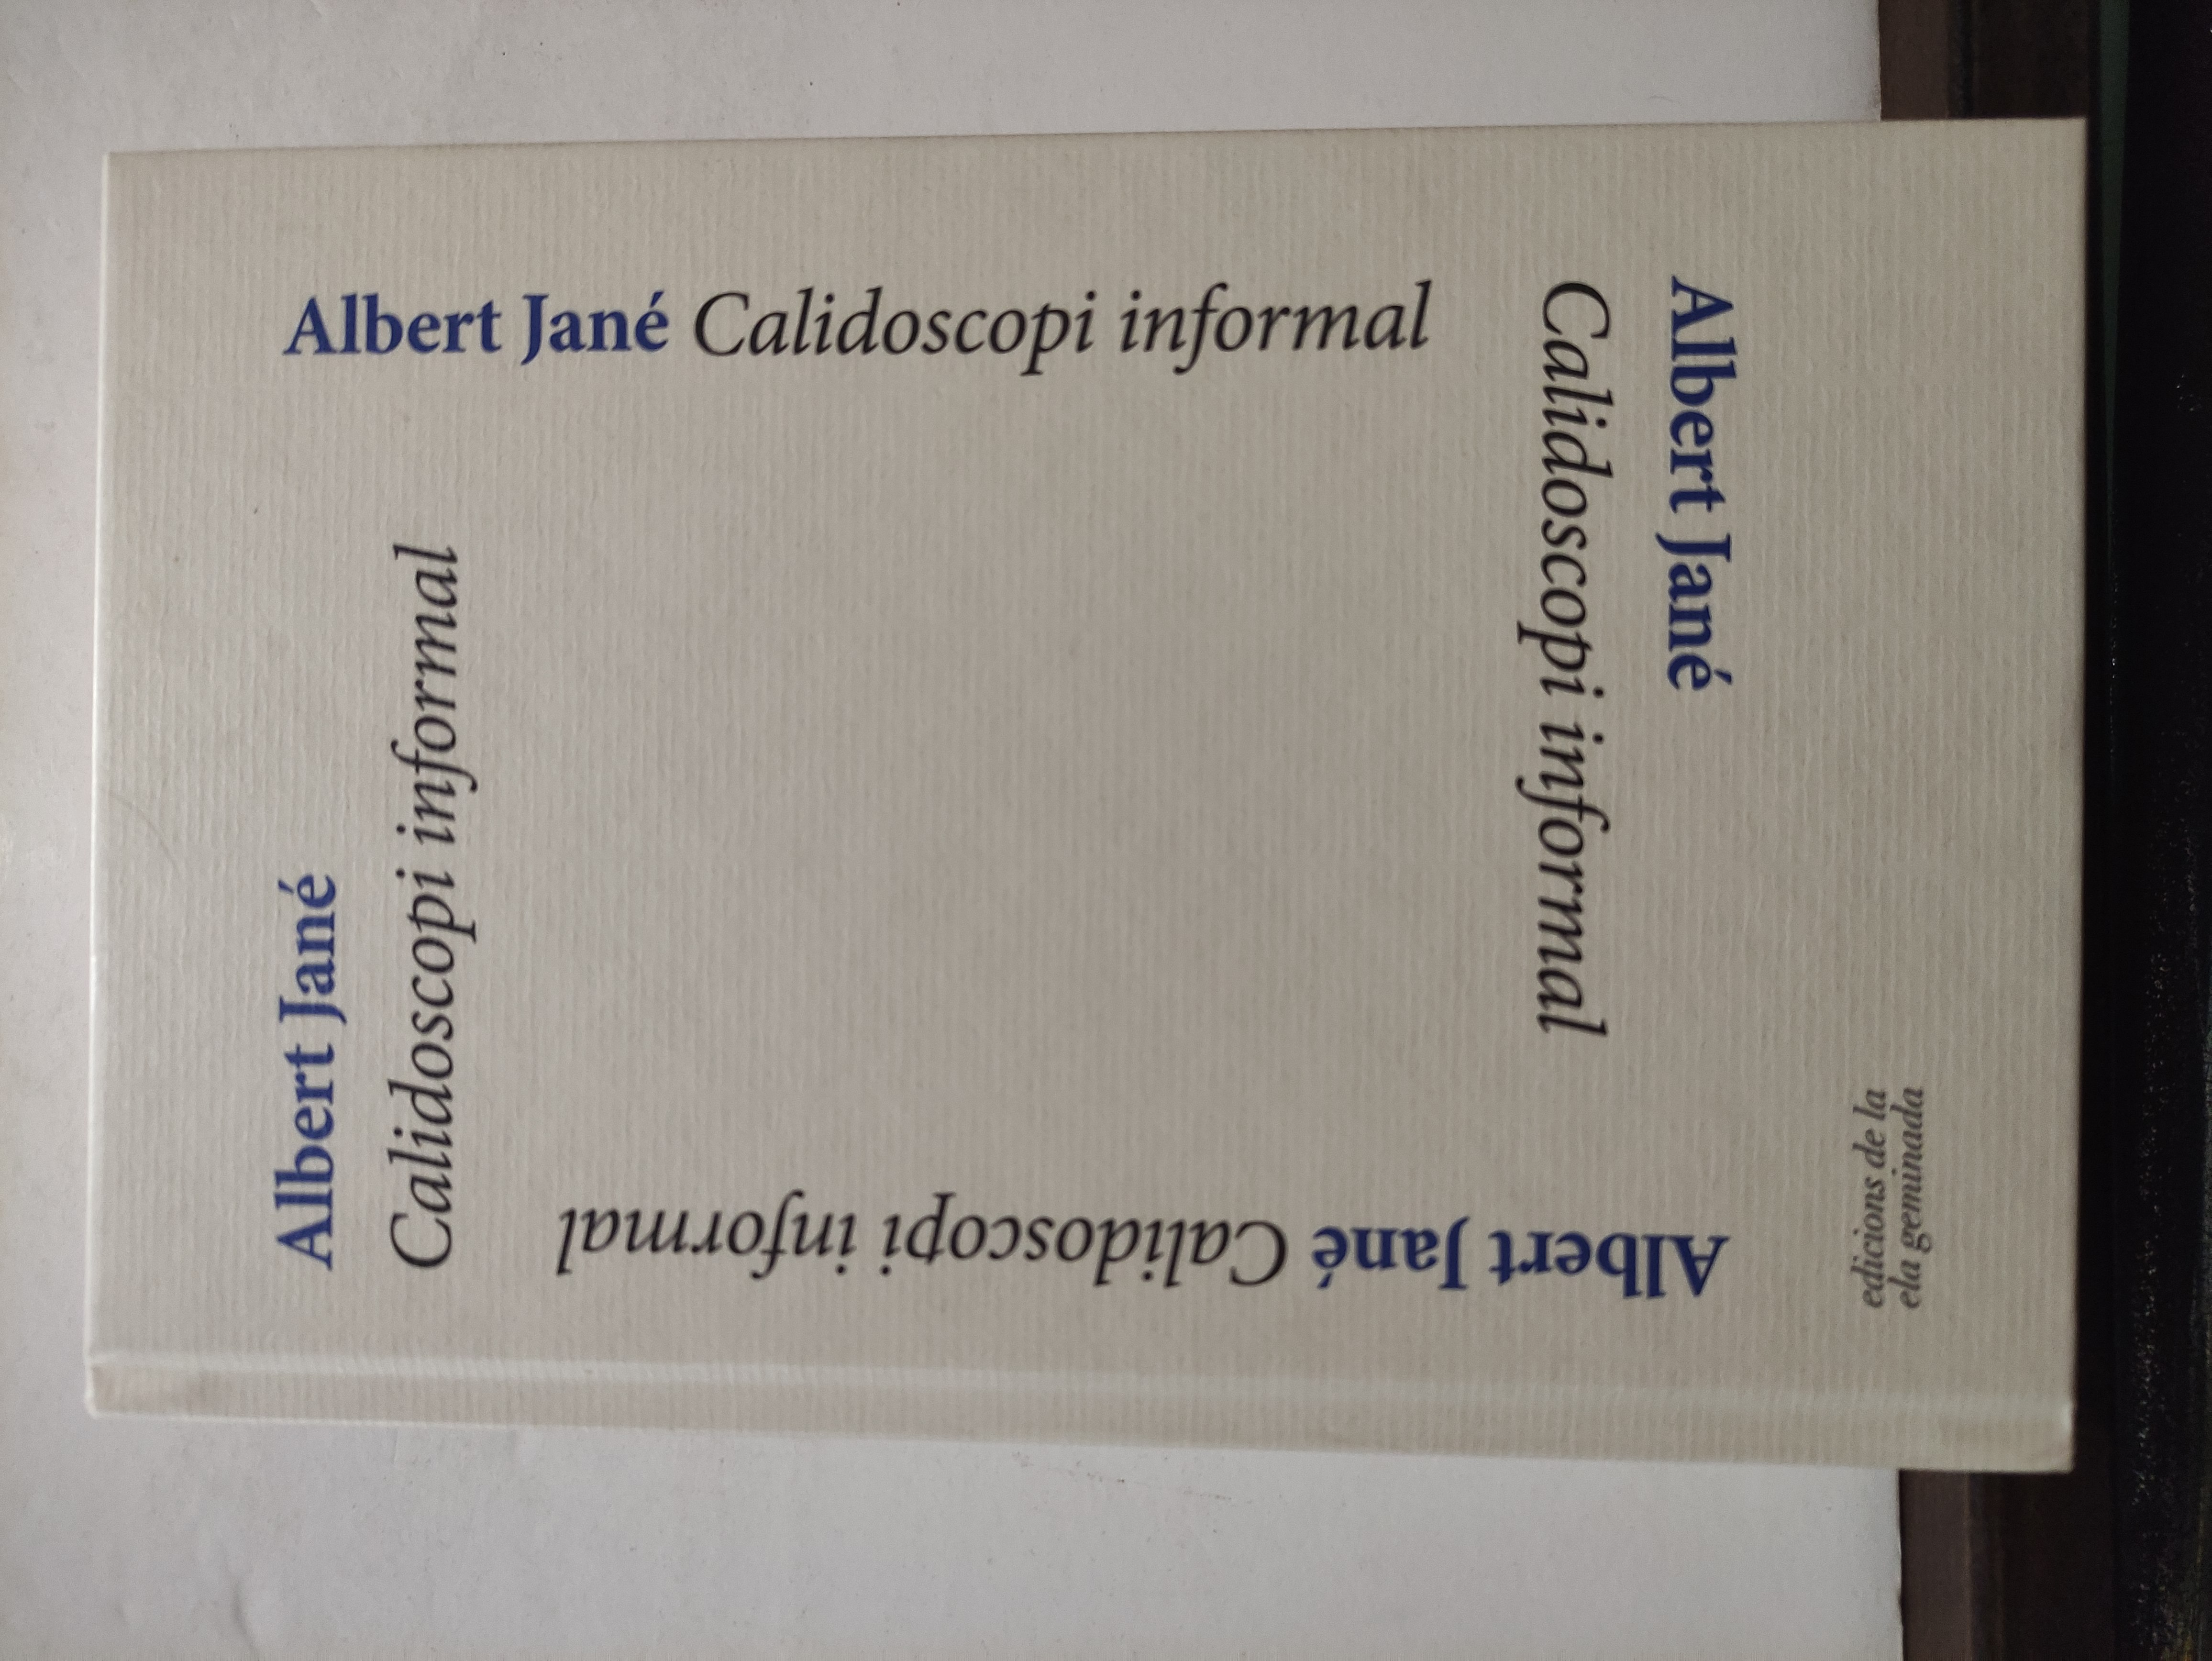 Albert Jané
Calidoscopi informal
Albert Jané Calidoscopi informal
Albert Jané
Calidoscopi informal
Albert Jané Calidoscopi informal
edicions de la
ela geminada